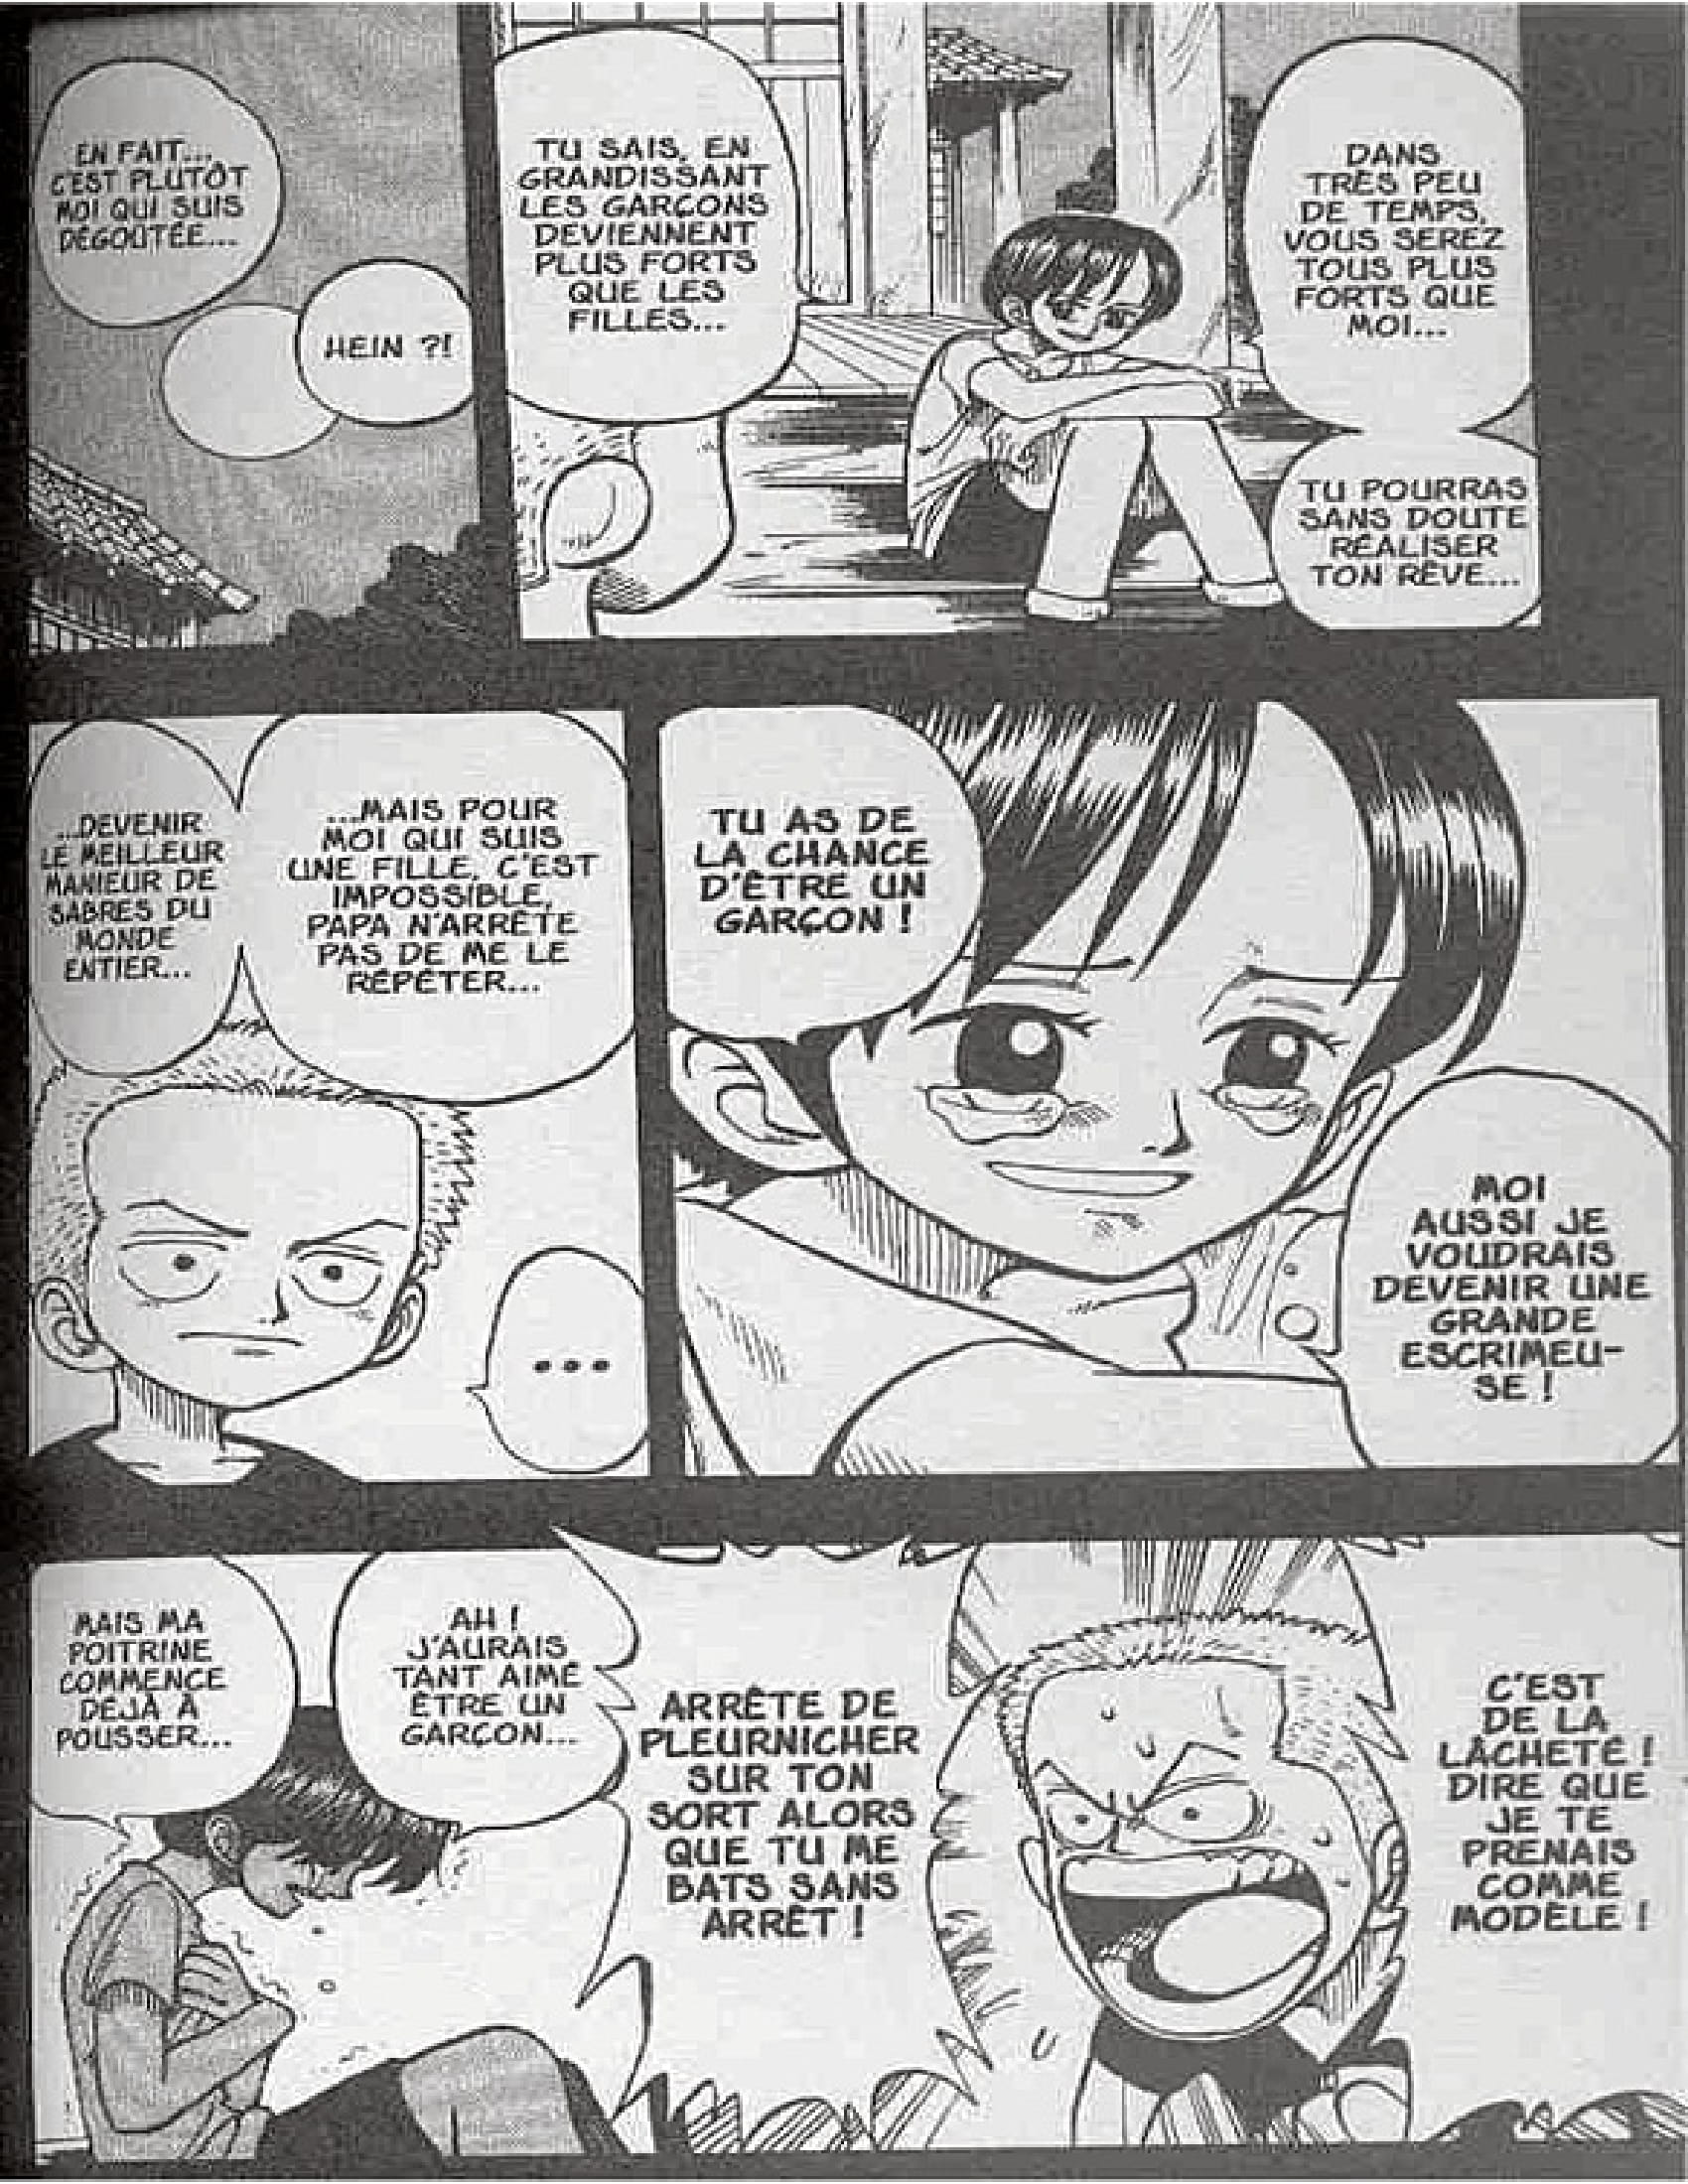 EN FAIT...
C'EST PLUTÔT
MOI QUI SUIS
DÉGOUTÉE...
HEIN ?!
TU SAIS, EN
GRANDISSANT
LES GARÇONS
DEVIENNENT
PLUS FORTS
QUE LES
FILLES...
DANS
TRÈS PEU
DE TEMPS,
VOUS SEREZ
TOUS PLUS
FORTS QUE
MOI...
TU POURRAS
SANS DOUTE
RÉALISER
TON RÊVE...
...DEVENIR
LE MEILLEUR
MANIEUR DE
SABRES DU
MONDE
ENTIER...
...MAIS POUR
MOI QUI SUIS
UNE FILLE, C'EST
IMPOSSIBLE,
PAPA N'ARRÊTE
PAS DE ME LE
RÉPÉTER...
...
TU AS DE
LA CHANCE
D'ÊTRE UN
GARÇON !
MOI
AUSSI JE
VOUDRAIS
DEVENIR UNE
GRANDE
ESCRIMEU-
SE !
MAIS MA
POITRINE
COMMENCE
DÉJÀ À
POUSSER...
AH !
J'AURAIS
TANT AIMÉ
ÊTRE UN
GARÇON...
ARRÊTE DE
PLEURNICHER
SUR TON
SORT ALORS
QUE TU ME
BATS SANS
ARRÊT !
C'EST
DE LA
LÂCHETÉ !
DIRE QUE
JE TE
PRENAIS
COMME
MODÈLE !